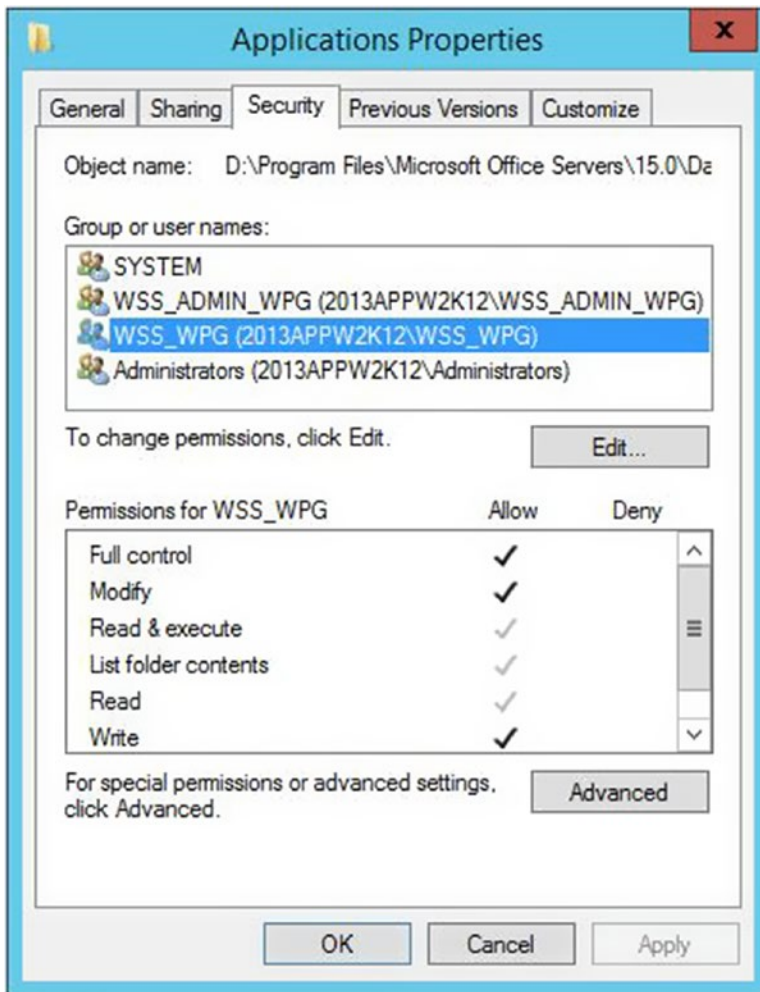 Applications Properties
x
General Sharing Security Previous Versions Customize
Object name: D:\Program Files\Microsoft Office Servers\15.0\Da
Group or user names:
SYSTEM
WSS_ADMIN_WPG (2013APPW2K12\WSS_ADMIN_WPG)
WSS_WPG (2013APPW2K12\WSS_WPG)
Administrators (2013APPW2K12\Administrators)
To change permissions, click Edit. Edit...
Permissions for WSS_WPG Allow Deny
Full control
Modify
Read & execute
List folder contents
Read
Write
For special permissions or advanced settings,
click Advanced. Advanced
OK Cancel Apply